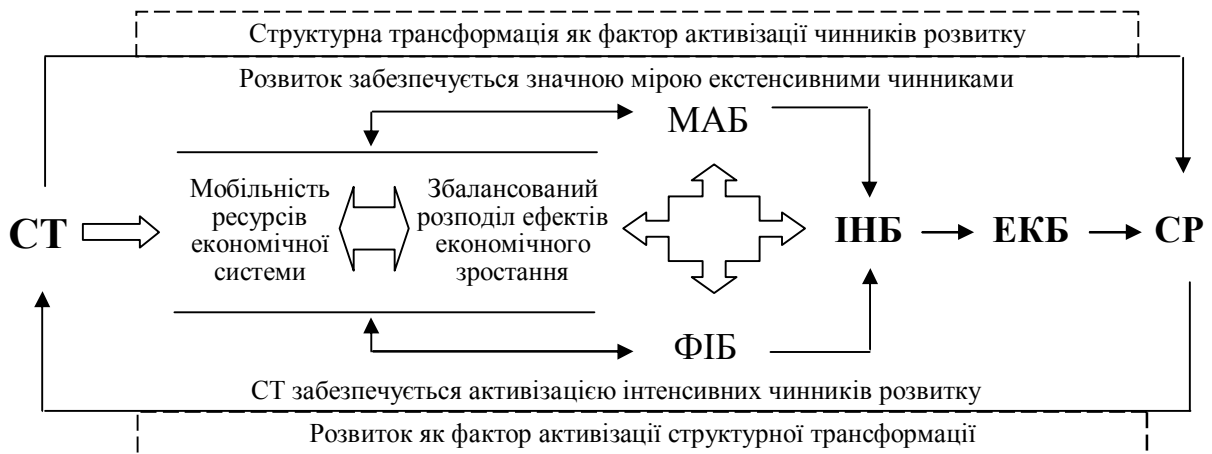 Структурна трансформація як фактор активізації чинників розвитку
Розвиток забезпечується значною мірою екстенсивними чинниками
МАБ
Мобільність
ресурсів
економічної
системи
Збалансований
розподіл ефектів
економічного
зростання
СТ
ІНБ
ЕКБ
СР
ФІБ
СТ забезпечується активізацією інтенсивних чинників розвитку
Розвиток як фактор активізації структурної трансформації